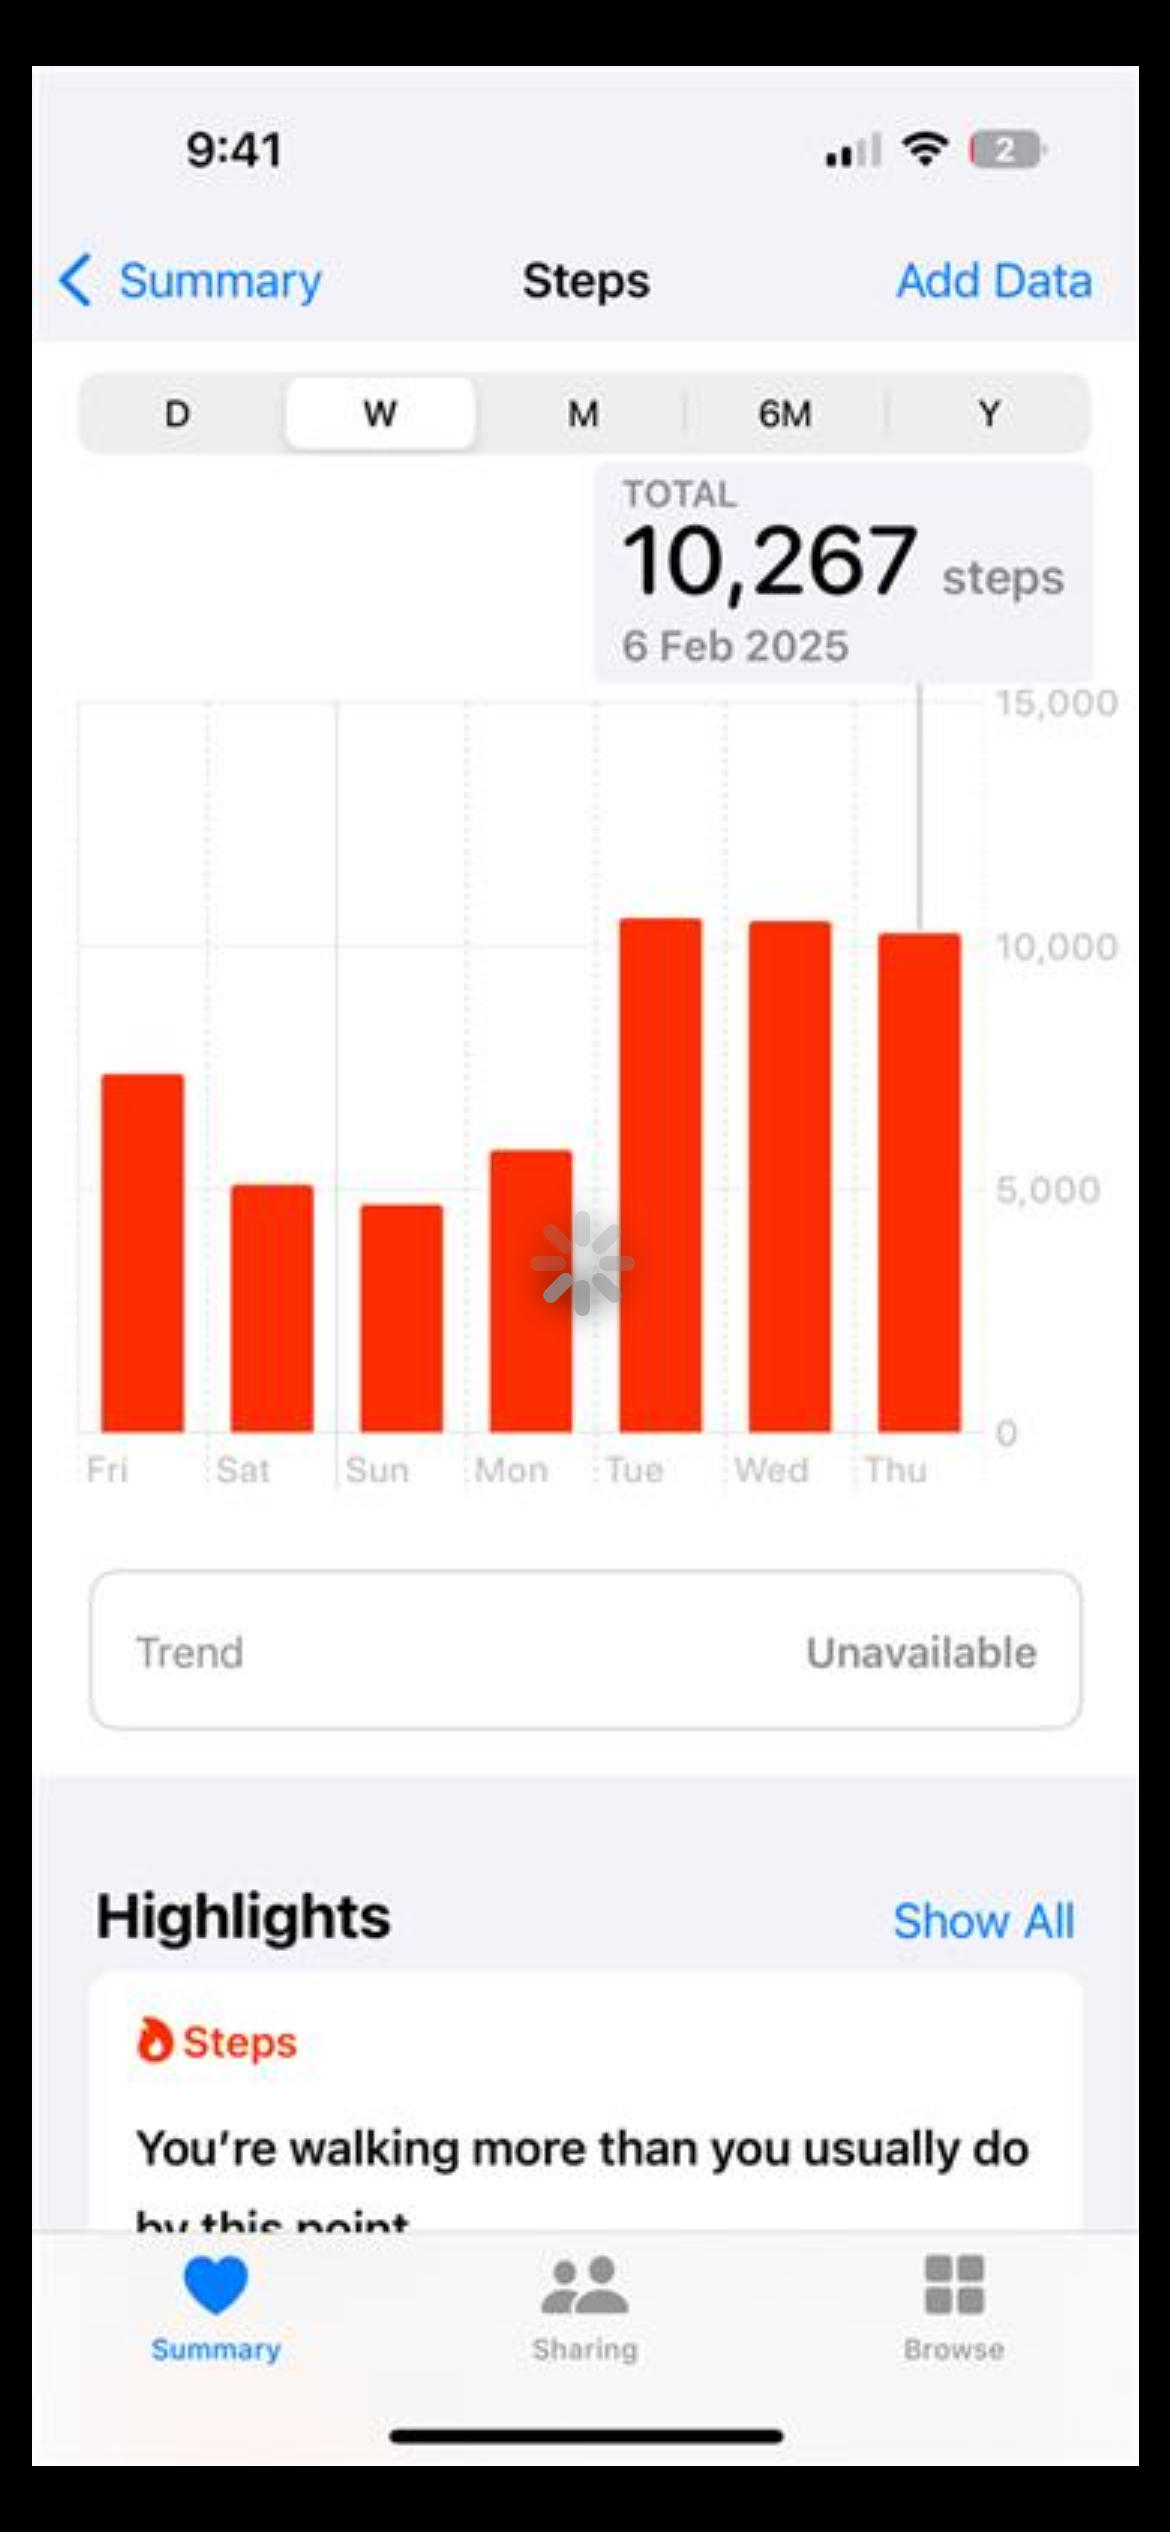 9:41
2
Summary Steps Add Data
D W M 6M Y
TOTAL
10,267 steps
6 Feb 2025
15,000
10,000
5,000
0
Fri Sat Sun Mon Tue Wed Thu
Trend Unavailable
Highlights Show All
Steps
You’re walking more than you usually do
by this point
Summary Sharing Browse